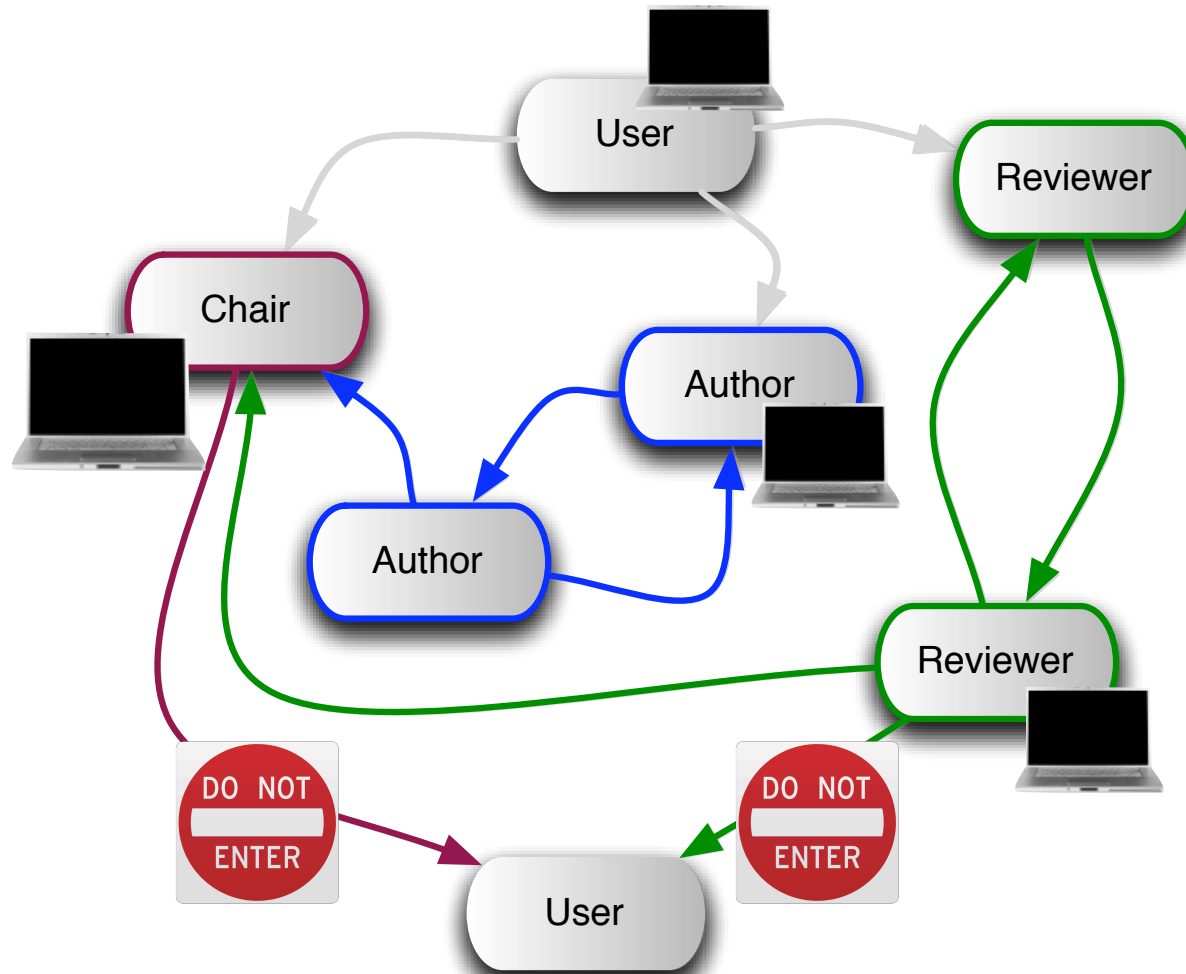 User
Reviewer
Chair
Author
Author
Reviewer
DO NOT
ENTER
DO NOT
ENTER
User